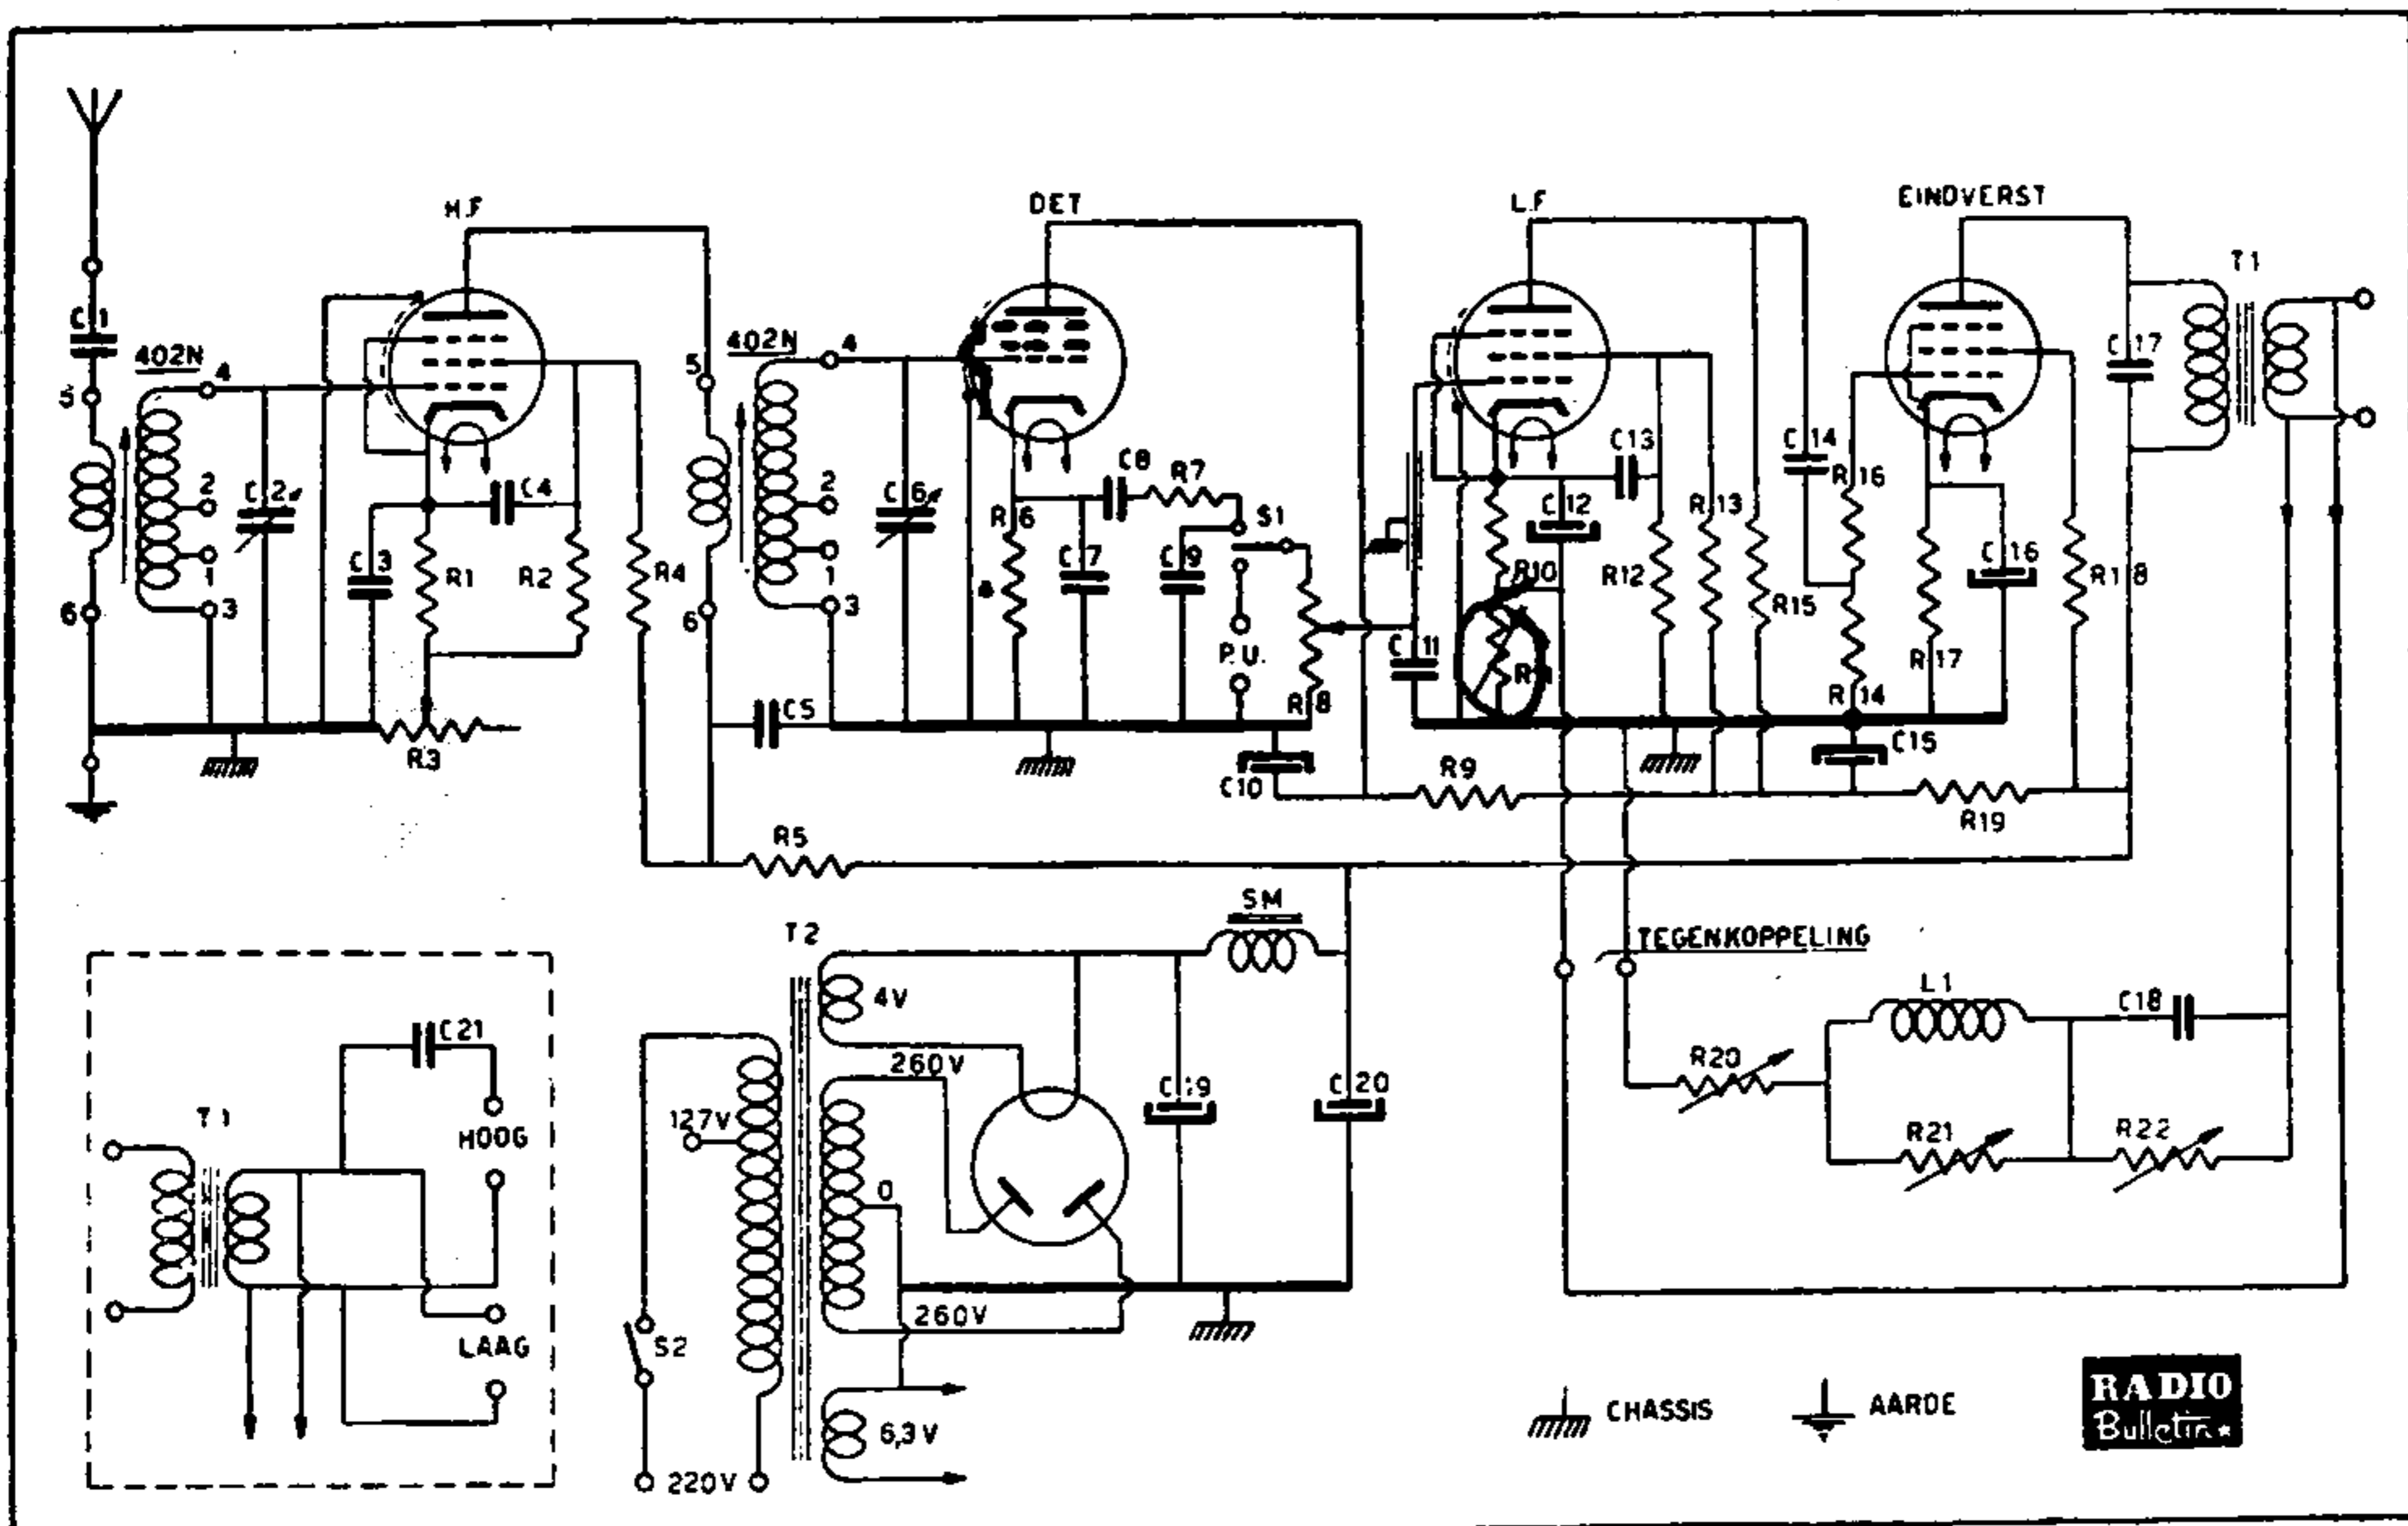 H.F
DET
L.F
EINDVERST
T1
C1
402N
4
5
2
1
6
3
C2
C3
R1
C4
R2
R4
R3
402N
4
5
2
1
6
3
C5
C6
R6
C7
C8
R7
C9
S1
P.U.
R8
C10
C11
R10
C12
C13
R12
R13
R15
C14
R16
R14
R17
C16
R18
C17
C15
R9
R19
R5
T2
SM
4V
260V
127V
0
260V
6,3V
C19
C20
S2
220V
TEGENKOPPELING
L1
C18
R20
R21
R22
C21
T1
HOOG
LAAG
CHASSIS
AARDE
RADIO
Bulletin